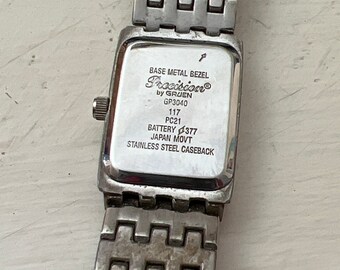 BASE METAL BEZEL
Precision®
by GRUEN
GP3040
117
PC21
BATTERY #377
JAPAN MOVT
STAINLESS STEEL CASEBACK